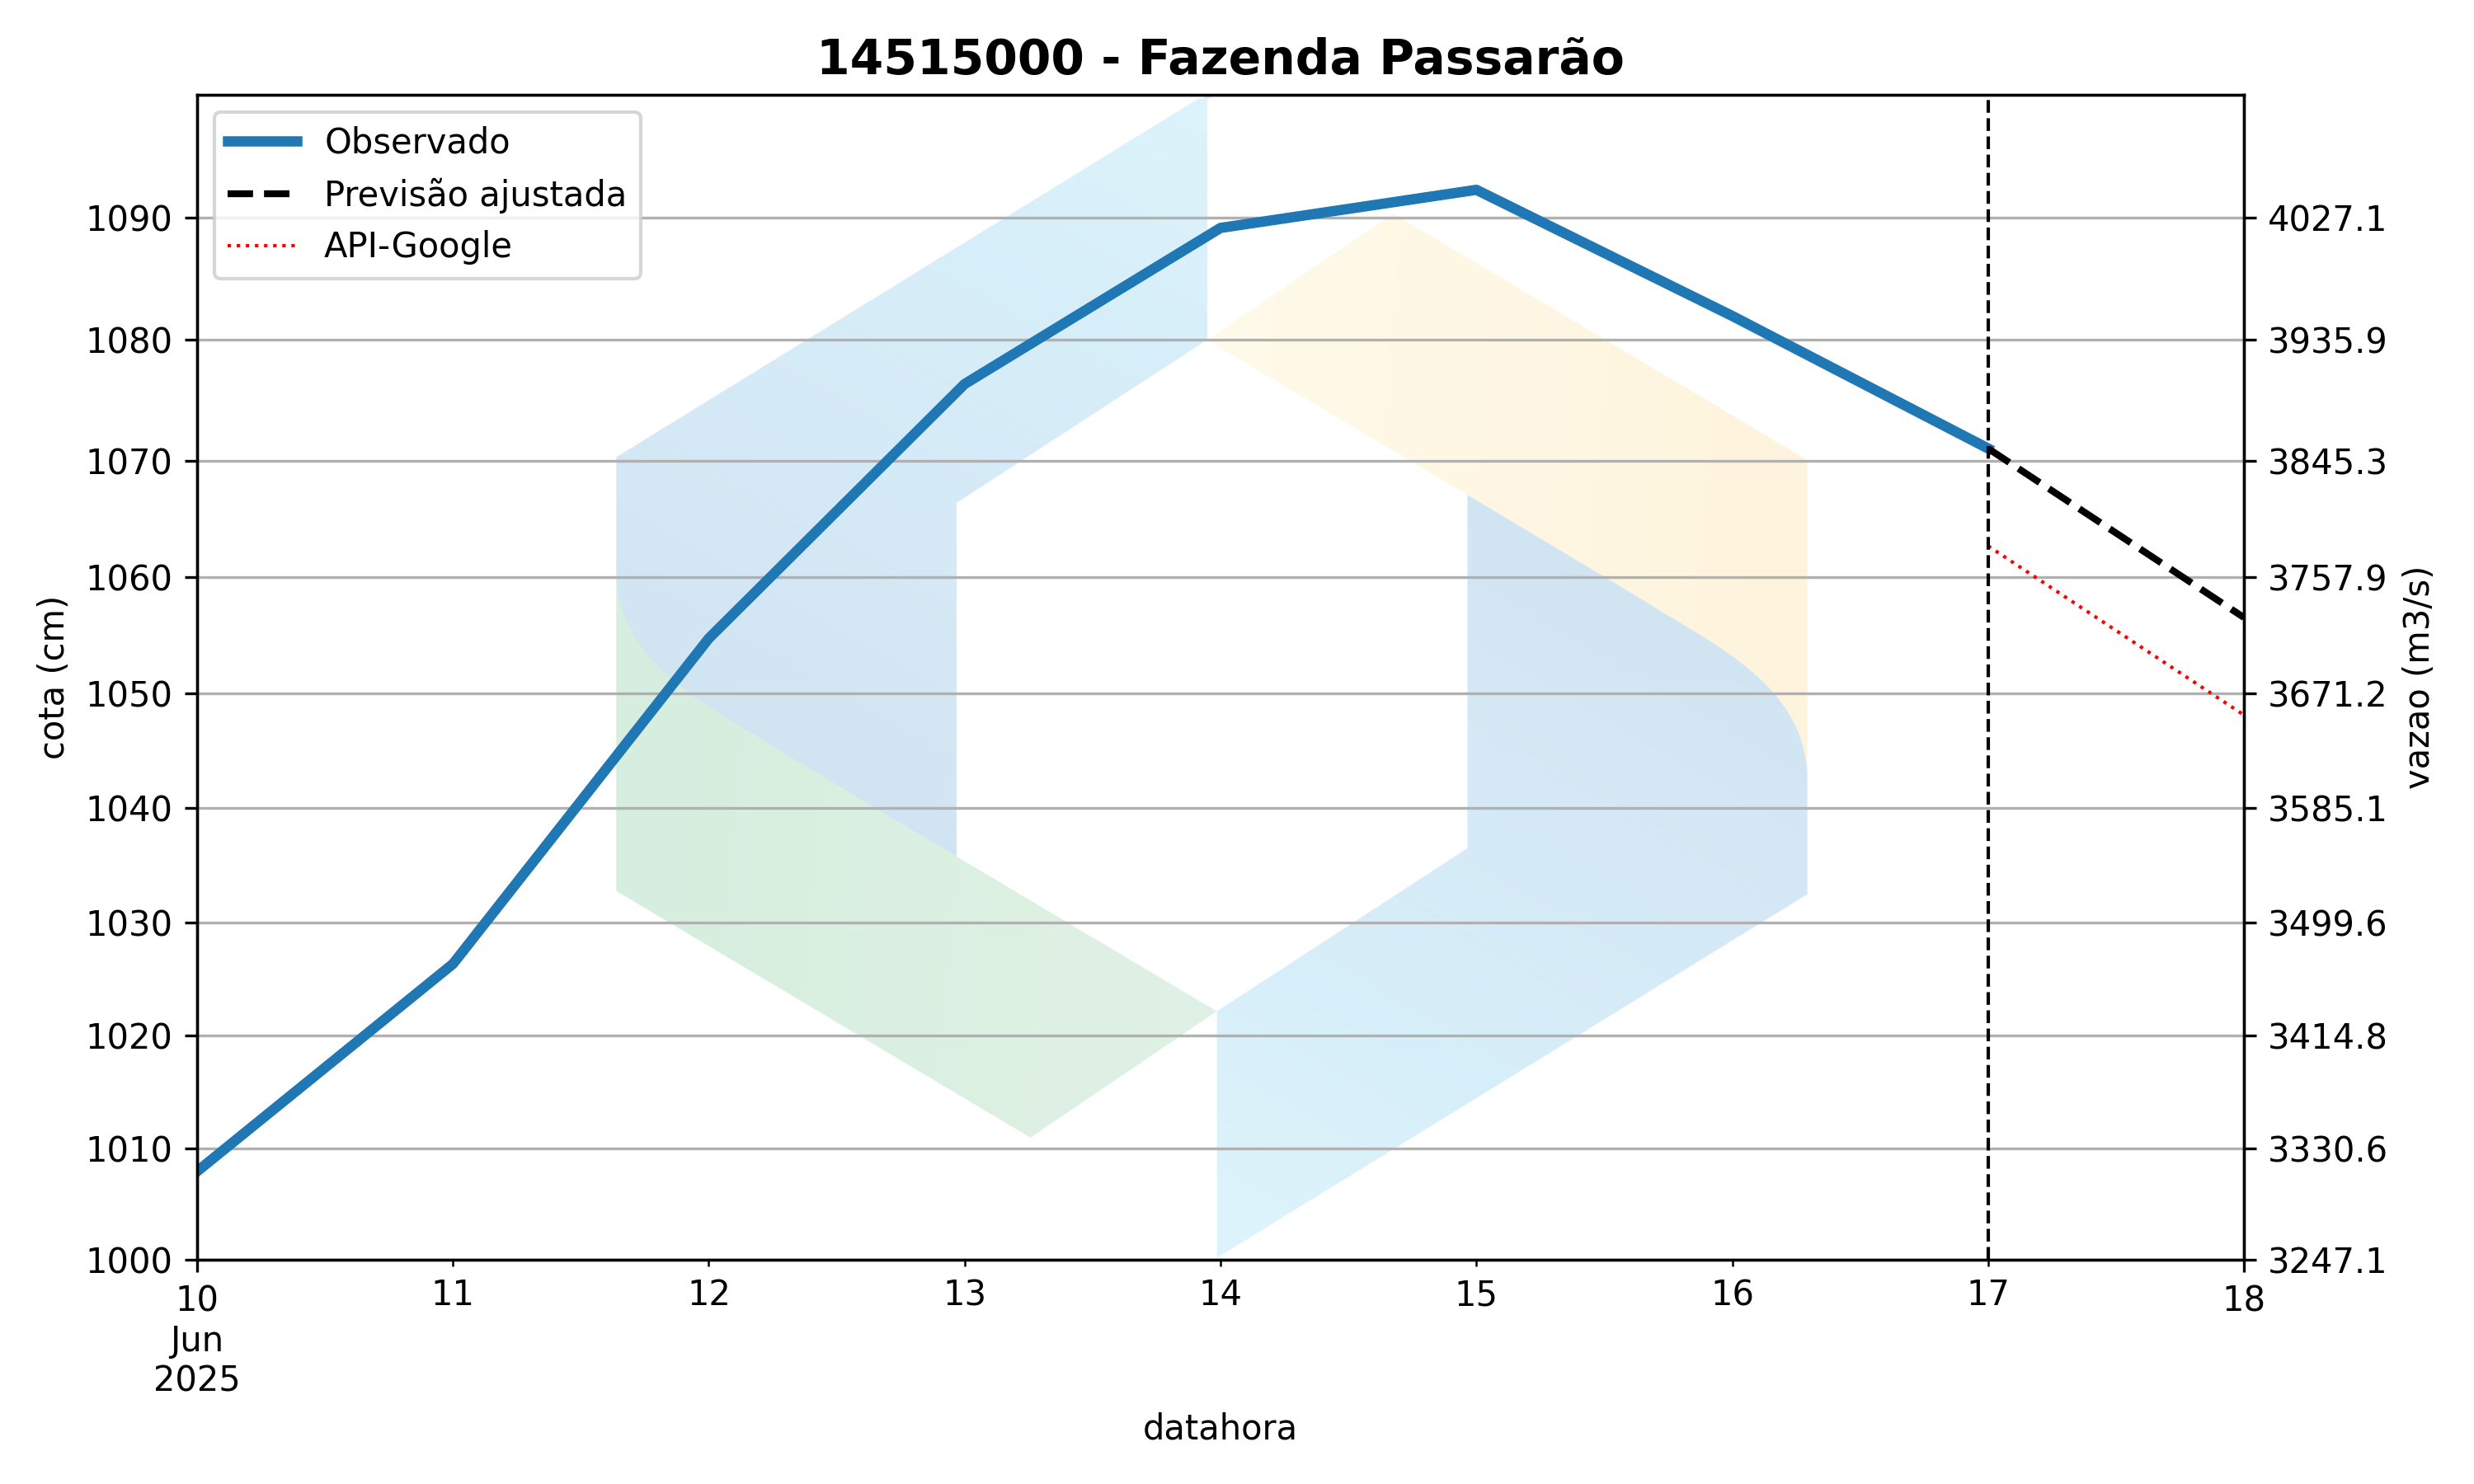 14515000 - Fazenda Passarão
Observado
Previsão ajustada
API-Google
1090
1080
1070
1060
1050
1040
1030
1020
1010
1000
cota (cm)
4027.1
3935.9
3845.3
3757.9
3671.2
3585.1
3499.6
3414.8
3330.6
3247.1
vazao (m3/s)
10 11 12 13 14 15 16 17 18
Jun
2025
datahora